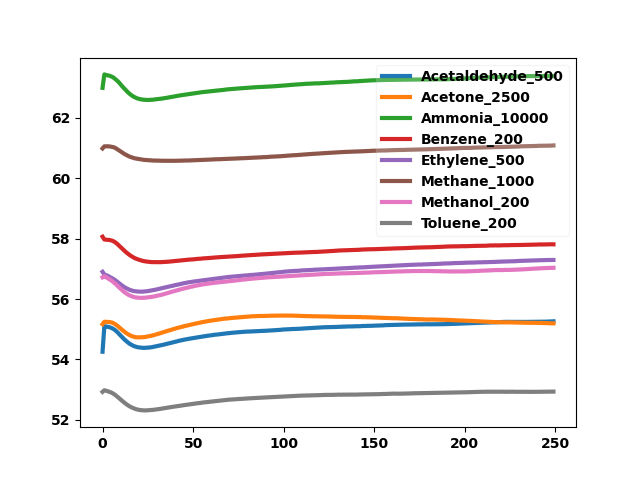 Acetaldehyde_500
Acetone_2500
Ammonia_10000
Benzene_200
Ethylene_500
Methane_1000
Methanol_200
Toluene_200
62
60
58
56
54
52
0 50 100 150 200 250